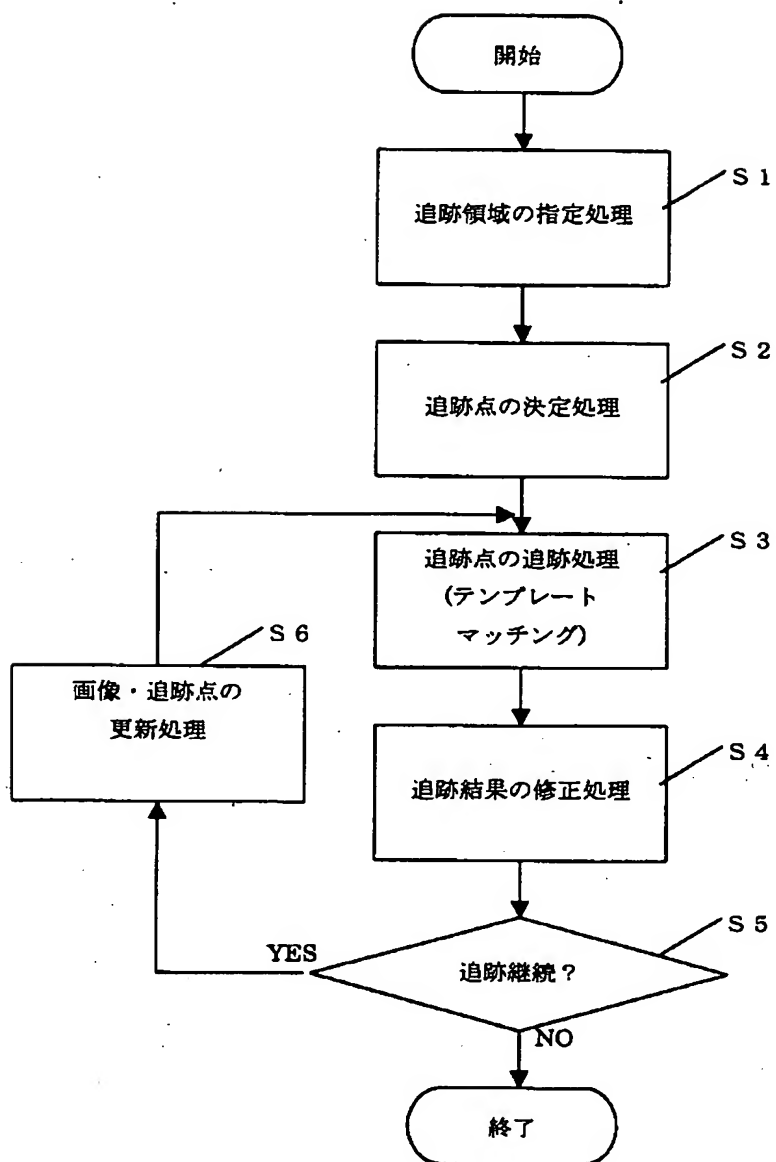 開始
追跡領域の指定処理
S 1
追跡点の決定処理
S 2
追跡点の追跡処理
(テンプレート
マッチング)
S 3
画像・追跡点の
更新処理
S 6
追跡結果の修正処理
S 4
追跡継続？
S 5
YES
NO
終了